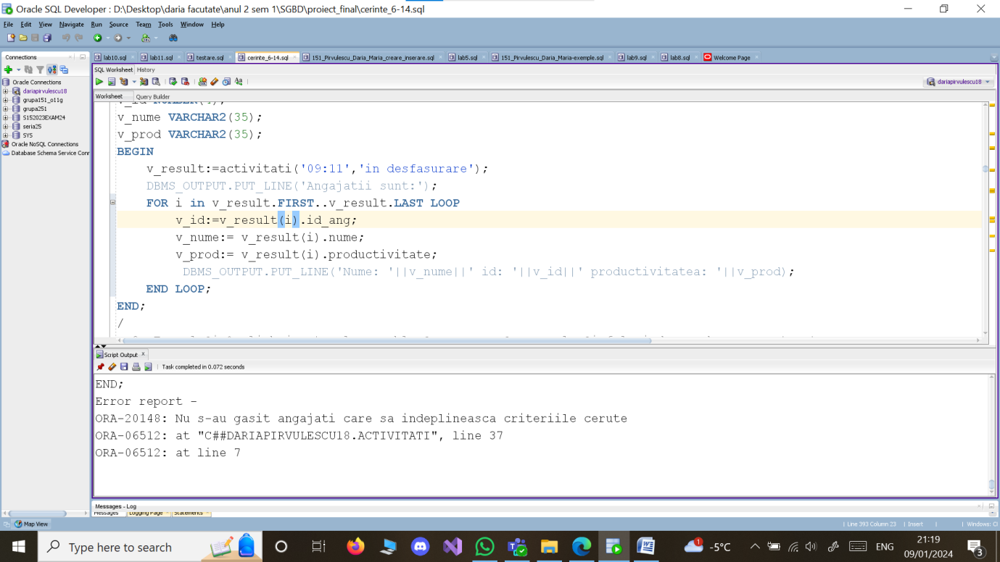 Oracle SQL Developer : D:\Desktop\daria facutate\anul 2 sem 1\SGBD\proiect_final\cerinte_6-14.sql
File Edit View Navigate Run Source Team Tools Window Help
Connections
lab10.sql lab11.sql testare.sql cerinte_6-14.sql 151_Pirvulescu_Daria_Maria_creare_inserare.sql lab5.sql 151_Pirvulescu_Daria_Maria-exemple.sql lab9.sql lab8.sql Welcome Page
SQL Worksheet History
Oracle Connections
dariapirvulescu18
grupa151_o11g
grupa251
S152023EXAM24
seria25
SYS
Oracle NoSQL Connections
Database Schema Service Conn
dariapirvulescu18
Worksheet Query Builder
v_nume VARCHAR2(35);
v_prod VARCHAR2(35);
BEGIN
v_result:=activitati('09:11','in desfasurare');
DBMS_OUTPUT.PUT_LINE('Angajatii sunt:');
FOR i in v_result.FIRST..v_result.LAST LOOP
v_id:=v_result(i).id_ang;
v_nume:= v_result(i).nume;
v_prod:= v_result(i).productivitate;
DBMS_OUTPUT.PUT_LINE('Nume: '||v_nume||' id: '||v_id||' productivitatea: '||v_prod);
END LOOP;
END;
/
Script Output x
Task completed in 0.072 seconds
END;
Error report -
ORA-20148: Nu s-au gasit angajati care sa indeplineasca criteriile cerute
ORA-06512: at "C##DARIAPIRVULESCU18.ACTIVITATI", line 37
ORA-06512: at line 7
Messages - Log
Messages Logging Page Statements
Map View
Line 393 Column 23 Insert Windows: C
Type here to search
1 -5°C ENG
21:19
09/01/2024
3